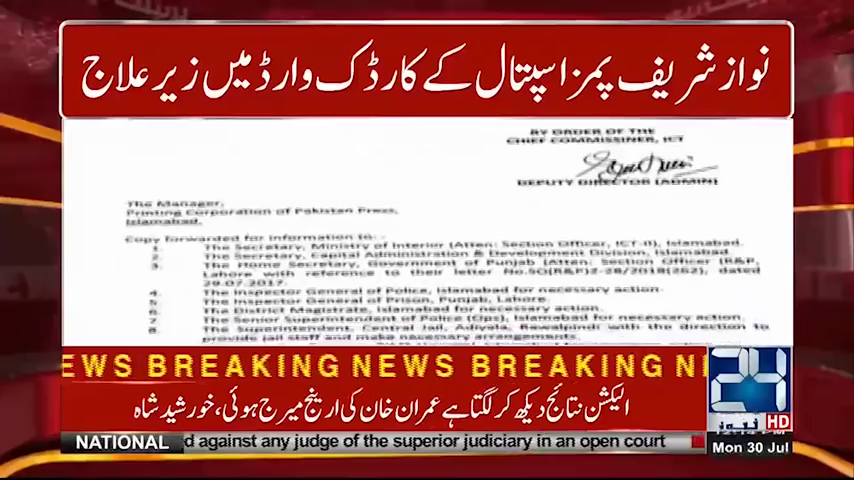 نواز شریف پمز اسپتال کے کارڈک وارڈ میں زیر علاج
BY ORDER OF THE
CHIEF COMMISSINER, ICT
DEPUTY DIRECTOR (ADMIN)
The Manager,
Printing Corporation of Pakistan Press,
Islamabad.
Copy forwarded for information to:-
1. The Secretary, Ministry of Interior (Atten: Section Officer, ICT-II), Islamabad.
2. The Secretary, Capital Administration & Development Division, Islamabad
3. The Home Secretary, Government of Punjab (Atten: Section Officer (R&P,
Lahore with reference to their letter No.SO(R&P)2-28/2018(262), dated
29.07.2017.
4. The Inspector General of Police, Islamabad for necessary action.
5. The Inspector General of Prison, Punjab, Lahore.
6. The District Magistrate, Islamabad for necessary action.
7. The Senior Superintendent of Police (Ops), Islamabad for necessary action.
8. The Superintendent, Central Jail, Adiyola, Rawalpindi with the direction to
provide jail staff and make necessary arrangements.
EWS BREAKING NEWS BREAKING N
الیکشن نتائج دیکھ کر لگتا ہے عمران خان کی ارینج میرج ہوئی، خورشید شاہ
24
نیوز HD
NATIONAL d against any judge of the superior judiciary in an open court
Mon 30 Jul